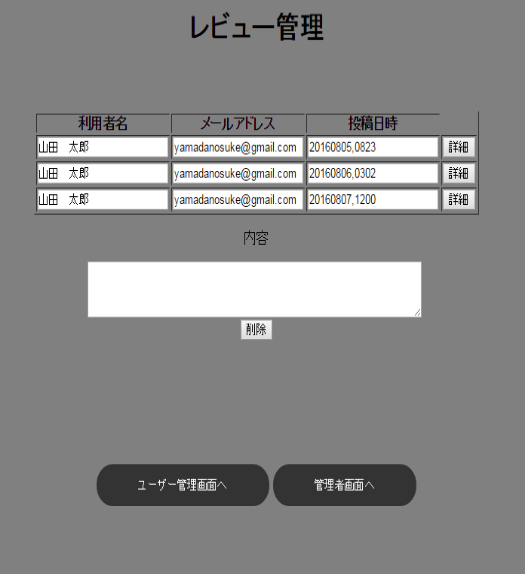 レビュー管理
利用者名 メールアドレス 投稿日時
山田　太郎 yamadanosuke@gmail.com 20160805,0823 詳細
山田　太郎 yamadanosuke@gmail.com 20160806,0302 詳細
山田　太郎 yamadanosuke@gmail.com 20160807,1200 詳細
内容
削除
ユーザー管理画面へ 管理者画面へ